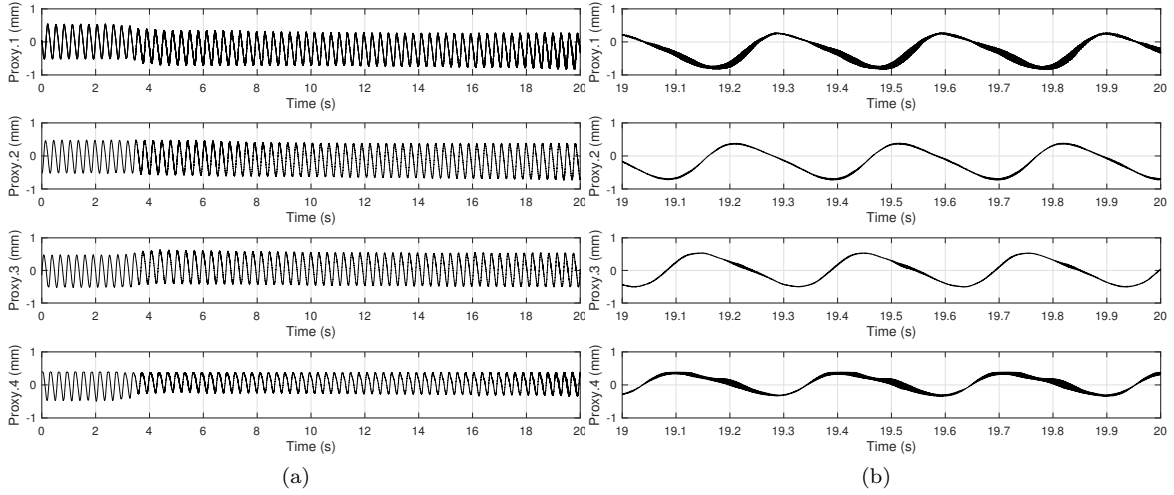 Proxy.1 (mm)
1
0
-1
0 2 4 6 8 10 12 14 16 18 20
Time (s)
Proxy.1 (mm)
1
0
-1
19 19.1 19.2 19.3 19.4 19.5 19.6 19.7 19.8 19.9 20
Time (s)
Proxy.2 (mm)
1
0
-1
0 2 4 6 8 10 12 14 16 18 20
Time (s)
Proxy.2 (mm)
1
0
-1
19 19.1 19.2 19.3 19.4 19.5 19.6 19.7 19.8 19.9 20
Time (s)
Proxy.3 (mm)
1
0
-1
0 2 4 6 8 10 12 14 16 18 20
Time (s)
Proxy.3 (mm)
1
0
-1
19 19.1 19.2 19.3 19.4 19.5 19.6 19.7 19.8 19.9 20
Time (s)
Proxy.4 (mm)
1
0
-1
0 2 4 6 8 10 12 14 16 18 20
Time (s)
Proxy.4 (mm)
1
0
-1
19 19.1 19.2 19.3 19.4 19.5 19.6 19.7 19.8 19.9 20
Time (s)
(a)
(b)